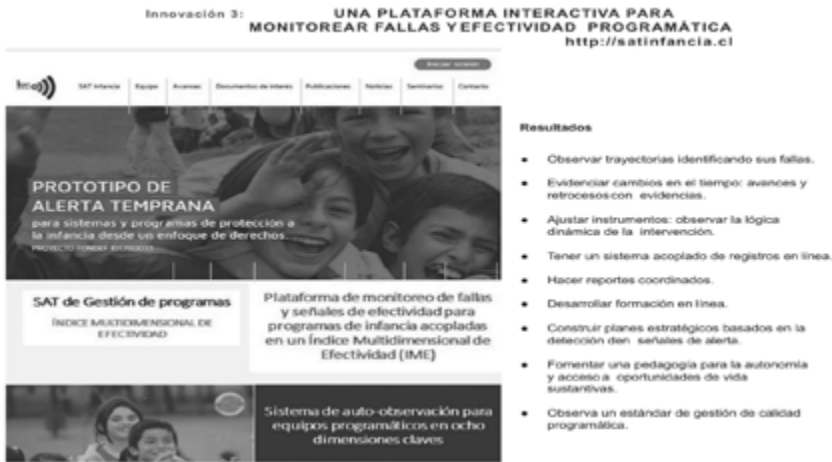 Innovación 3: UNA PLATAFORMA INTERACTIVA PARA
MONITOREAR FALLAS Y EFECTIVIDAD PROGRAMÁTICA
http://satinfancia.cl
Iniciar sesión
SAT Infancia Equipo Avances Documentos de interés Publicaciones Noticias Seminarios Contacto
PROTOTIPO DE
ALERTA TEMPRANA
para sistemas y programas de protección a
la infancia desde un enfoque de derechos.
PROYECTO FONDEF
SAT de Gestión de programas
ÍNDICE MULTIDIMENSIONAL DE
EFECTIVIDAD
Plataforma de monitoreo de fallas
y señales de efectividad para
programas de infancia acopladas
en un Índice Multidimensional de
Efectividad (IME)
Sistema de auto-observación para
equipos programáticos en ocho
dimensiones claves
Resultados
• Observar trayectorias identificando sus fallas.
• Evidenciar cambios en el tiempo: avances y
retrocesos con evidencias.
• Ajustar instrumentos: observar la lógica
dinámica de la intervención.
• Tener un sistema acoplado de registros en línea.
• Hacer reportes coordinados.
• Desarrollar formación en línea.
• Construir planes estratégicos basados en la
detección den señales de alerta.
• Fomentar una pedagogía para la autonomía
y acceso a oportunidades de vida
sustantivas.
• Observa un estándar de gestión de calidad
programática.